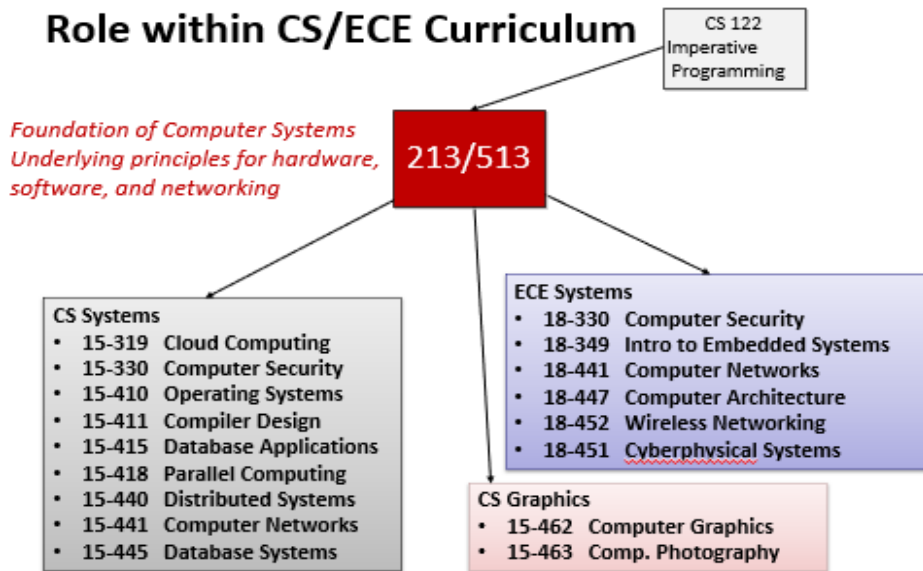 Role within CS/ECE Curriculum
CS 122
Imperative
Programming
Foundation of Computer Systems
Underlying principles for hardware,
software, and networking
213/513
CS Systems
• 15-319 Cloud Computing
• 15-330 Computer Security
• 15-410 Operating Systems
• 15-411 Compiler Design
• 15-415 Database Applications
• 15-418 Parallel Computing
• 15-440 Distributed Systems
• 15-441 Computer Networks
• 15-445 Database Systems
ECE Systems
• 18-330 Computer Security
• 18-349 Intro to Embedded Systems
• 18-441 Computer Networks
• 18-447 Computer Architecture
• 18-452 Wireless Networking
• 18-451 Cyberphysical Systems
CS Graphics
• 15-462 Computer Graphics
• 15-463 Comp. Photography